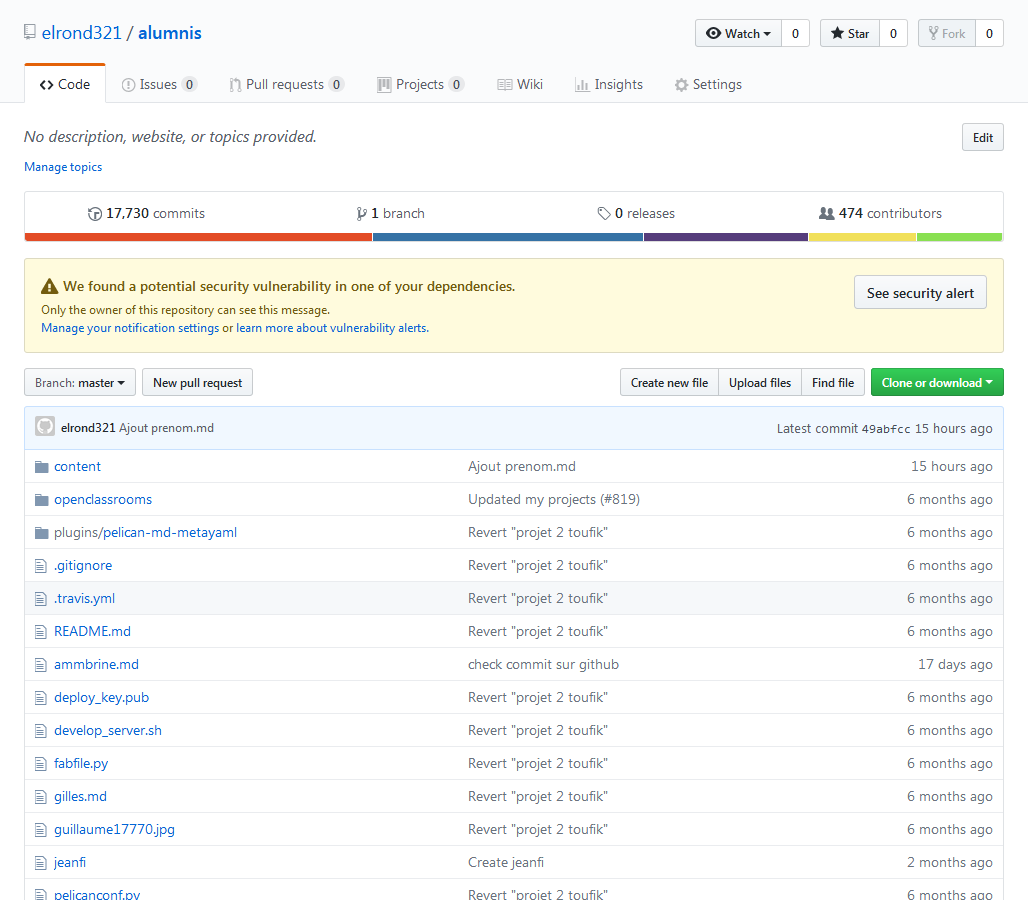 elrond321 / alumnis
Watch 0 Star 0 Fork 0
Code Issues 0 Pull requests 0 Projects 0 Wiki Insights Settings
No description, website, or topics provided.
Edit
Manage topics
17,730 commits 1 branch 0 releases 474 contributors
We found a potential security vulnerability in one of your dependencies.
See security alert
Only the owner of this repository can see this message.
Manage your notification settings or learn more about vulnerability alerts.
Branch: master New pull request Create new file Upload files Find file Clone or download
elrond321 Ajout prenom.md Latest commit 49abfcc 15 hours ago
content Ajout prenom.md 15 hours ago
openclassrooms Updated my projects (#819) 6 months ago
plugins/pelican-md-metayaml Revert "projet 2 toufik" 6 months ago
.gitignore Revert "projet 2 toufik" 6 months ago
.travis.yml Revert "projet 2 toufik" 6 months ago
README.md Revert "projet 2 toufik" 6 months ago
ammbrine.md check commit sur github 17 days ago
deploy_key.pub Revert "projet 2 toufik" 6 months ago
develop_server.sh Revert "projet 2 toufik" 6 months ago
fabfile.py Revert "projet 2 toufik" 6 months ago
gilles.md Revert "projet 2 toufik" 6 months ago
guillaume17770.jpg Revert "projet 2 toufik" 6 months ago
jeanfi Create jeanfi 2 months ago
pelicanconf.py Revert "projet 2 toufik" 6 months ago